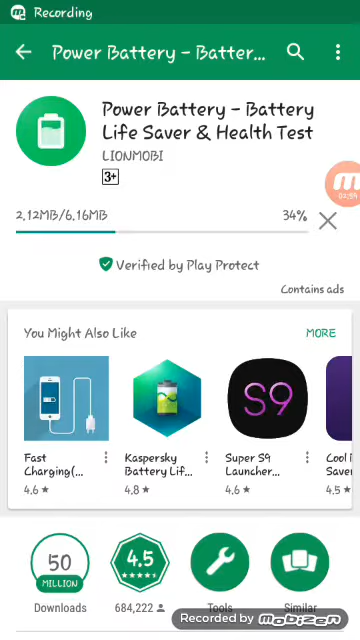 Recording
Power Battery - Batter...
Power Battery - Battery
Life Saver & Health Test
LIONMOBI
3+
2.12MB/6.16MB 34%
Verified by Play Protect
Contains ads
You Might Also Like MORE
S9
Fast
Charging(...
4.6 ★
Kaspersky
Battery Lif...
4.8 ★
Super S9
Launcher...
4.6 ★
Cool
Saver
4.5 ★
50
MILLION
Downloads
4.5
684,222
Tools
Similar
Recorded by mobizen